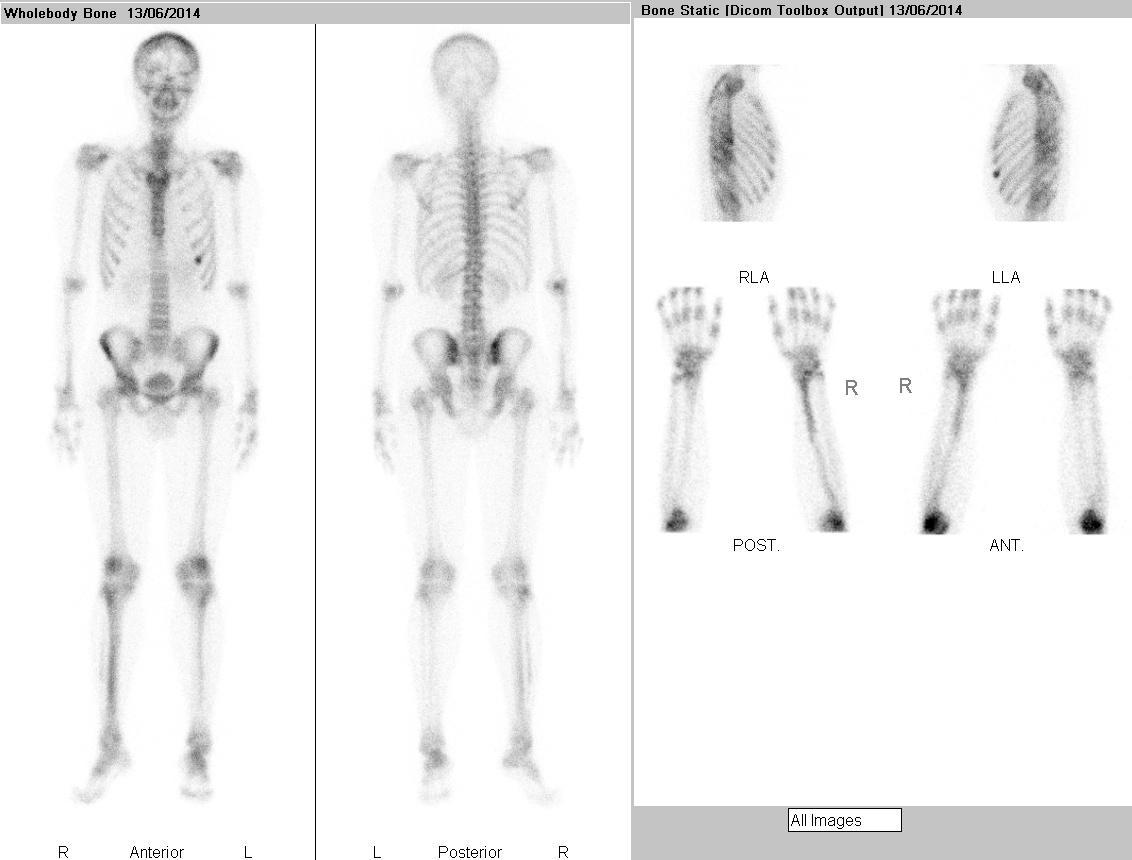 Wholebody Bone 13/06/2014
Bone Static [Dicom Toolbox Output] 13/06/2014
RLA
LLA
R
R
POST.
ANT.
All Images
R
Anterior
L
L
Posterior
R